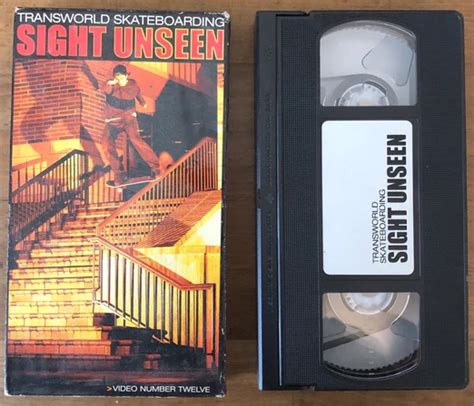 TRANSWORLD SKATEBOARDING
SIGHT UNSEEN
>VIDEO NUMBER TWELVE
TRANSWORLD
SKATEBOARDING
SIGHT UNSEEN